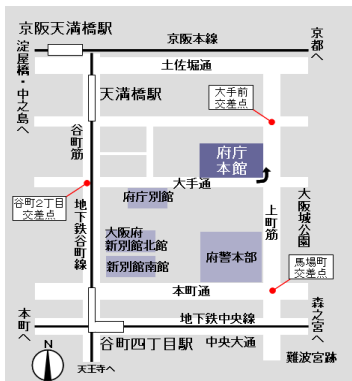 京阪天満橋駅
京阪本線
京都へ
淀屋橋・中之島へ
土佐堀通
天満橋駅
大手前
交差点
谷町筋
府庁
本館
大手通
谷町2丁目
交差点
府庁別館
上町筋
大阪城公園
地下鉄谷町線
大阪府
新別館北館
新別館南館
府警本部
馬場町
交差点
本町通
本町へ
地下鉄中央線
森之宮へ
谷町四丁目駅
中央大通
N
天王寺へ
難波宮跡